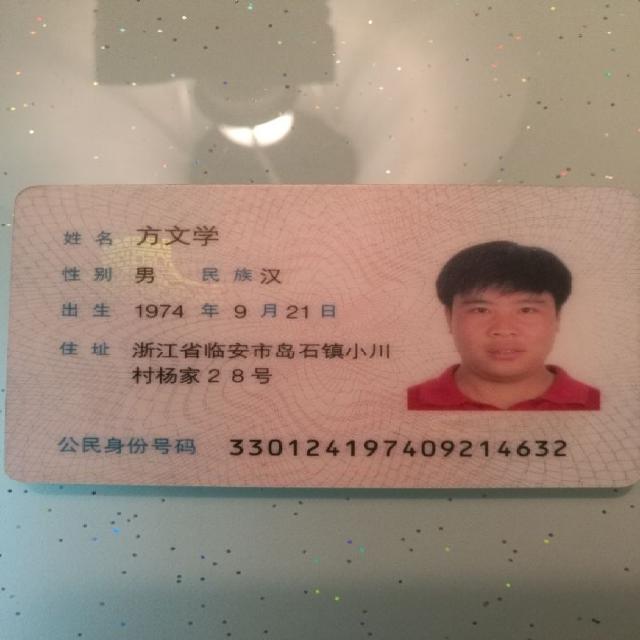 姓名 方文学
性别 男 民族 汉
出生 1974 年 9 月 21 日
住址 浙江省临安市岛石镇小川
村杨家28号
公民身份号码 330124197409214632